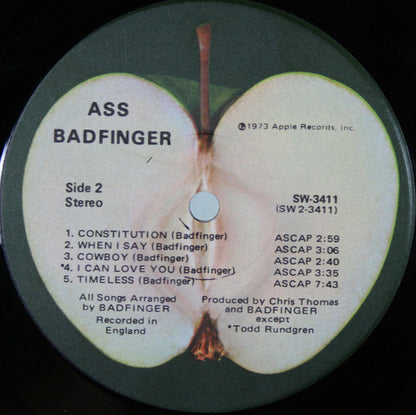 ASS
BADFINGER
℗1973 Apple Records, Inc.
Side 2
Stereo
SW-3411
(SW 2-3411)
1. CONSTITUTION (Badfinger) ASCAP 2:59
2. WHEN I SAY (Badfinger) ASCAP 3:06
3. COWBOY (Badfinger) ASCAP 2:40
*4. I CAN LOVE YOU (Badfinger) ASCAP 3:35
5. TIMELESS (Badfinger) ASCAP 7:43
All Songs Arranged
by BADFINGER
Recorded in
England
Produced by Chris Thomas
and BADFINGER
except
*Todd Rundgren